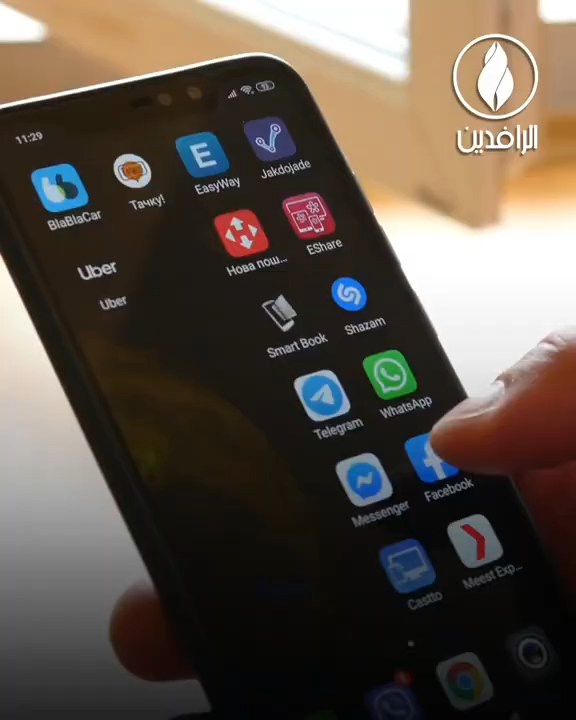 الرافدين
11:29
BlaBlaCar
Тачку!
EasyWay
Jakdojade
Uber
Uber
Нова пош...
EShare
Smart Book
Shazam
Telegram
WhatsApp
Messenger
Facebook
Castto
Meest Exp...